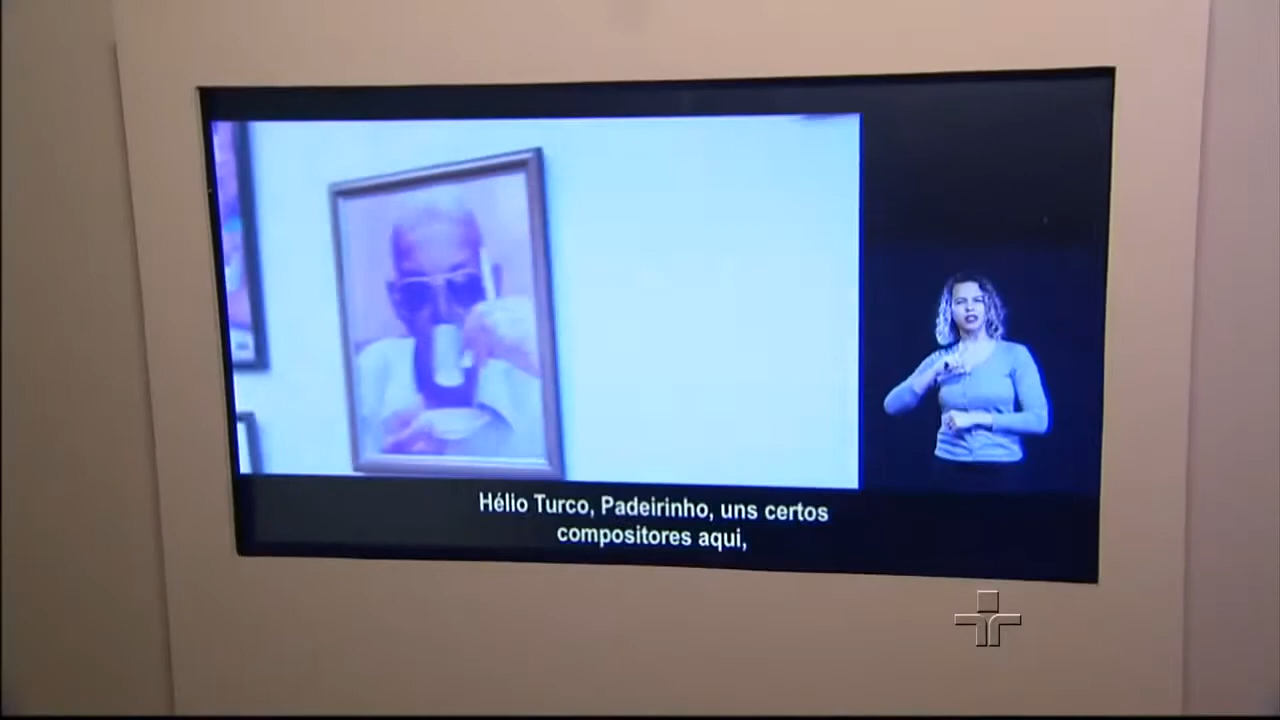 Hélio Turco, Padeirinho, uns certos
compositores aqui,